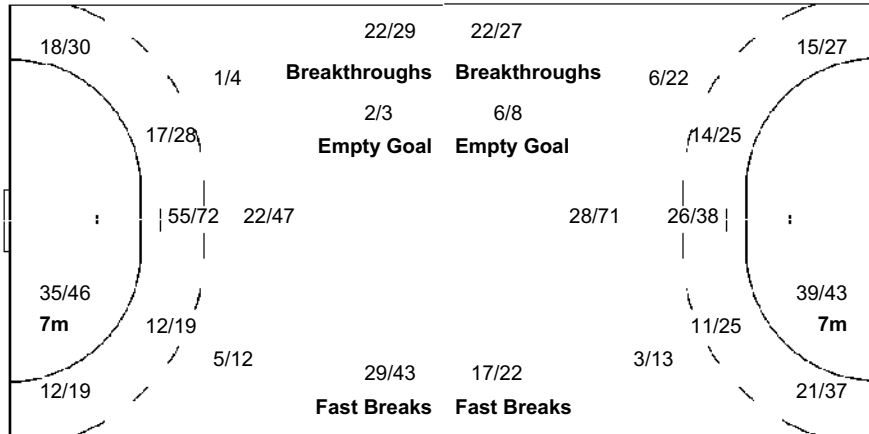 22/29 22/27
18/30 15/27
Breakthroughs Breakthroughs
1/4 6/22
2/3 6/8
17/28 14/25
Empty Goal Empty Goal
55/72 22/47 28/71 26/38
35/46 39/43
7m 7m
12/19 11/25
5/12 3/13
29/43 17/22
12/19 21/37
Fast Breaks Fast Breaks